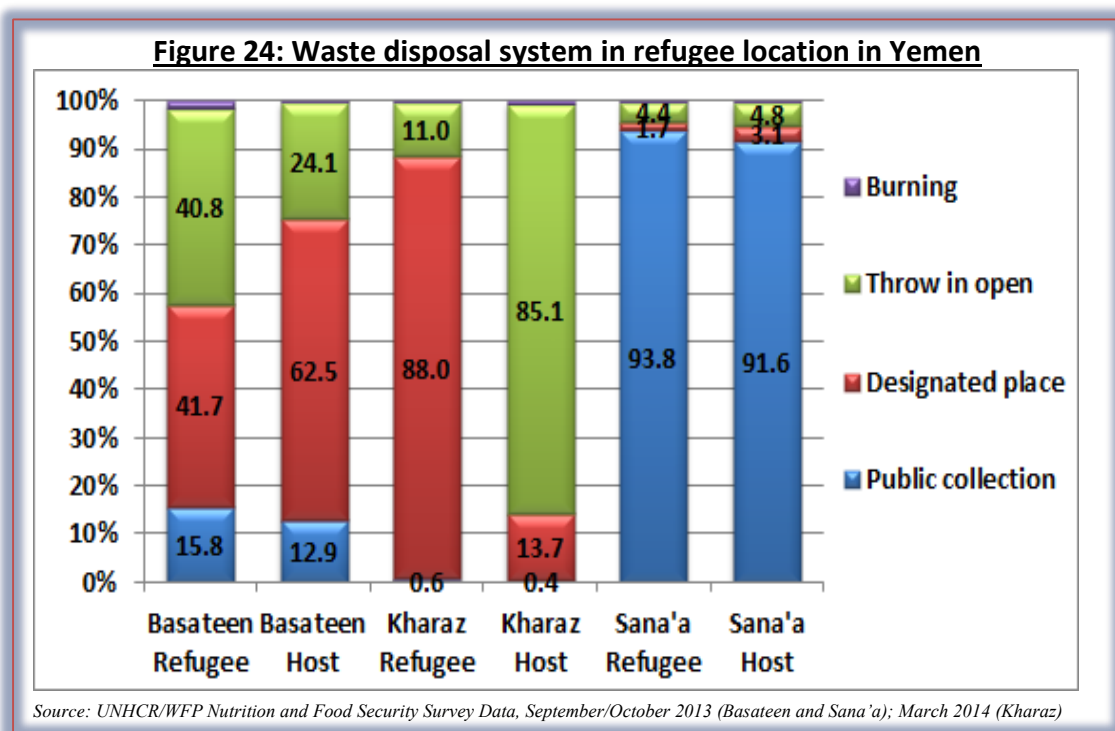 Figure 24: Waste disposal system in refugee location in Yemen
100%
90%
80%
70%
60%
50%
40%
30%
20%
10%
0%
40.8
41.7
15.8
24.1
62.5
12.9
11.0
88.0
0.6
85.1
13.7
0.4
4.4
1.7
93.8
4.8
3.1
91.6
Basateen Refugee
Basateen Host
Kharaz Refugee
Kharaz Host
Sana'a Refugee
Sana'a Host
Burning
Throw in open
Designated place
Public collection
Source: UNHCR/WFP Nutrition and Food Security Survey Data, September/October 2013 (Basateen and Sana’a); March 2014 (Kharaz)